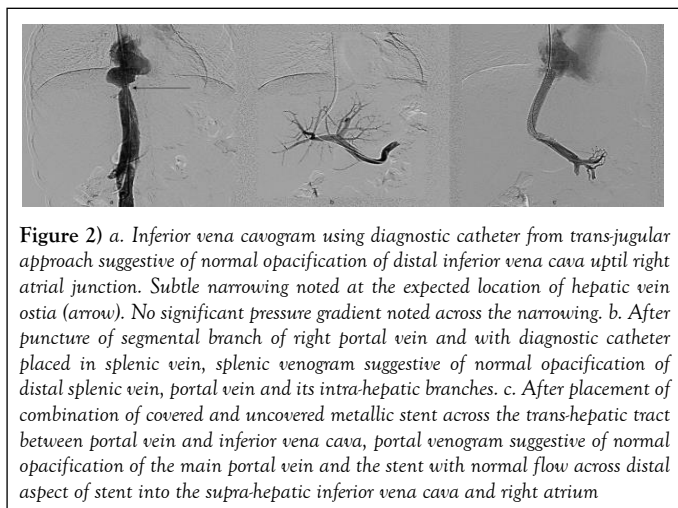 Figure 2) a. Inferior vena cavogram using diagnostic catheter from trans-jugular
approach suggestive of normal opacification of distal inferior vena cava uptil right
atrial junction. Subtle narrowing noted at the expected location of hepatic vein
ostia (arrow). No significant pressure gradient noted across the narrowing. b. After
puncture of segmental branch of right portal vein and with diagnostic catheter
placed in splenic vein, splenic venogram suggestive of normal opacification of
distal splenic vein, portal vein and its intra-hepatic branches. c. After placement of
combination of covered and uncovered metallic stent across the trans-hepatic tract
between portal vein and inferior vena cava, portal venogram suggestive of normal
opacification of the main portal vein and the stent with normal flow across distal
aspect of stent into the supra-hepatic inferior vena cava and right atrium